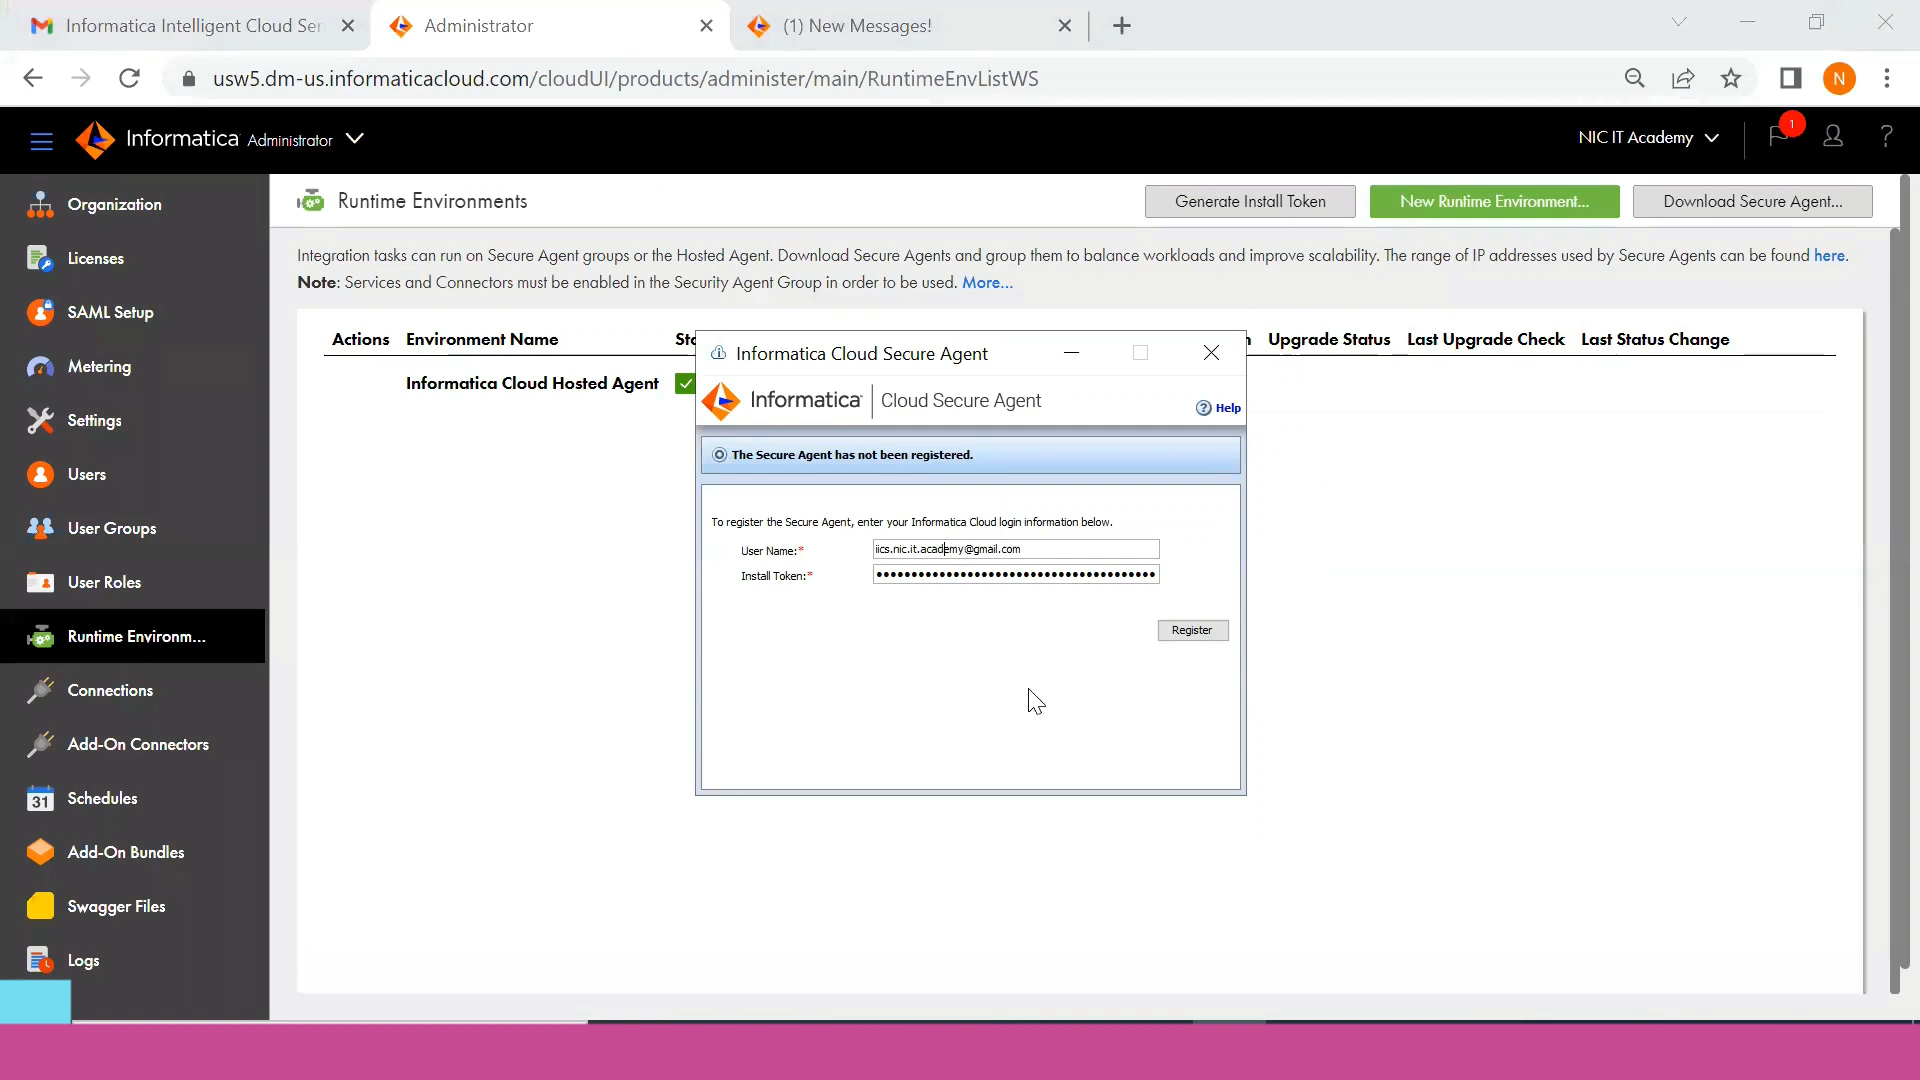 Informatica Intelligent Cloud Ser
Administrator
(1) New Messages!
usw5.dm-us.informaticacloud.com/cloudUI/products/administer/main/RuntimeEnvListWS
N
Informatica Administrator
NIC IT Academy
1
?
Organization
Licenses
SAML Setup
Metering
Settings
Users
User Groups
User Roles
Runtime Environm...
Connections
Add-On Connectors
31 Schedules
Add-On Bundles
Swagger Files
Logs
Runtime Environments
Generate Install Token
New Runtime Environment...
Download Secure Agent...
Integration tasks can run on Secure Agent groups or the Hosted Agent. Download Secure Agents and group them to balance workloads and improve scalability. The range of IP addresses used by Secure Agents can be found here.
Note: Services and Connectors must be enabled in the Security Agent Group in order to be used. More...
Actions Environment Name Upgrade Status Last Upgrade Check Last Status Change
Informatica Cloud Hosted Agent
Informatica Cloud Secure Agent
Informatica Cloud Secure Agent
? Help
The Secure Agent has not been registered.
To register the Secure Agent, enter your Informatica Cloud login information below.
User Name:* iics.nic.it.academy@gmail.com
Install Token:* ••••••••••••••••••••••••••••••••••••••••
Register